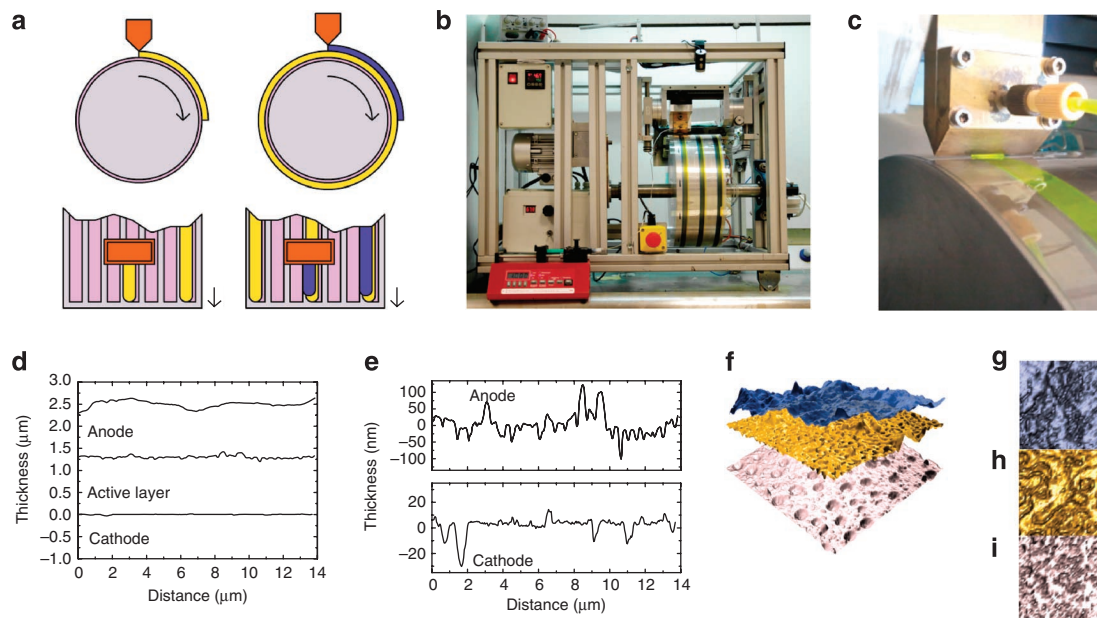 a
b
c
d
3.0
2.5
2.0
1.5
1.0
0.5
0.0
−0.5
−1.0
Thickness (µm)
Anode
Active layer
Cathode
0 2 4 6 8 10 12 14
Distance (µm)
e
100
50
0
−50
−100
Anode
Thickness (nm)
20
0
−20
Cathode
0 2 4 6 8 10 12 14
Distance (µm)
f
g
h
i